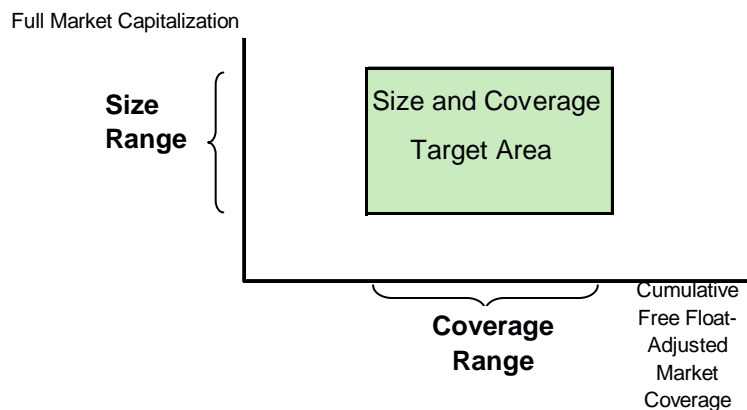 Full Market Capitalization
Size
Range
Size and Coverage
Target Area
Coverage
Range
Cumulative
Free Float-
Adjusted
Market
Coverage